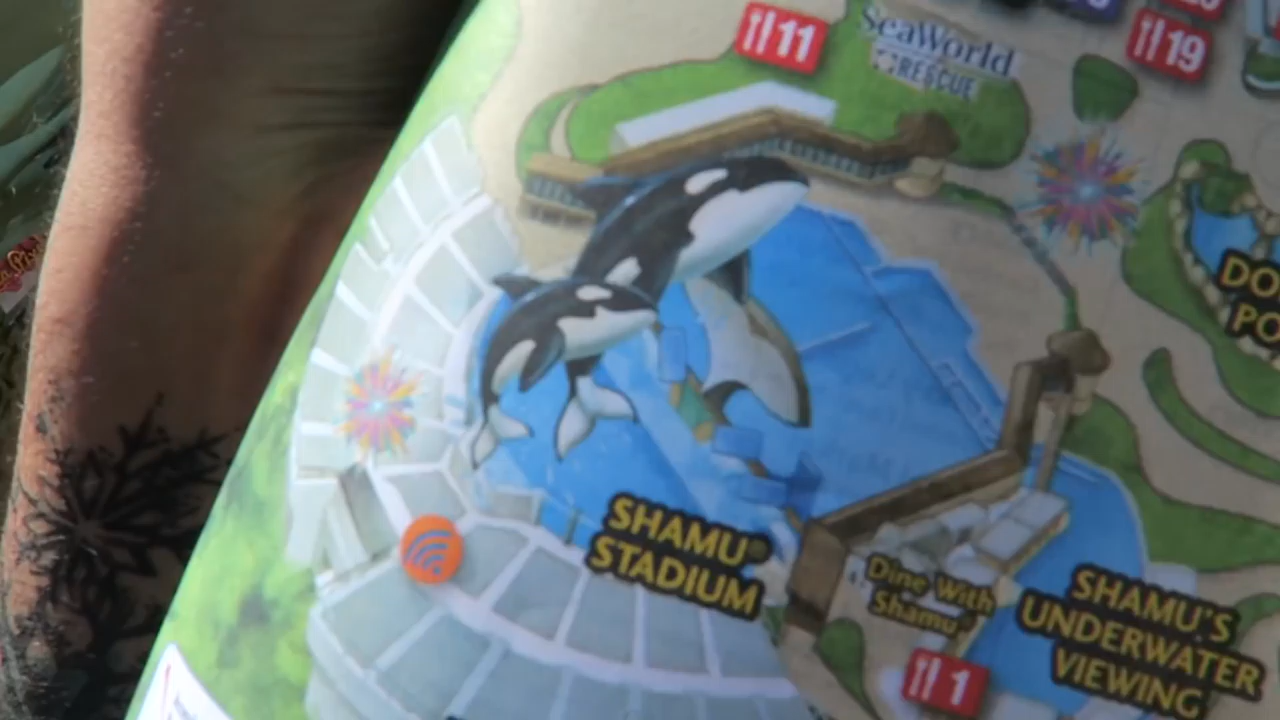 11
SeaWorld
RESCUE
19
SHAMU®
STADIUM
Dine With
Shamu®
SHAMU'S
UNDERWATER
VIEWING
1